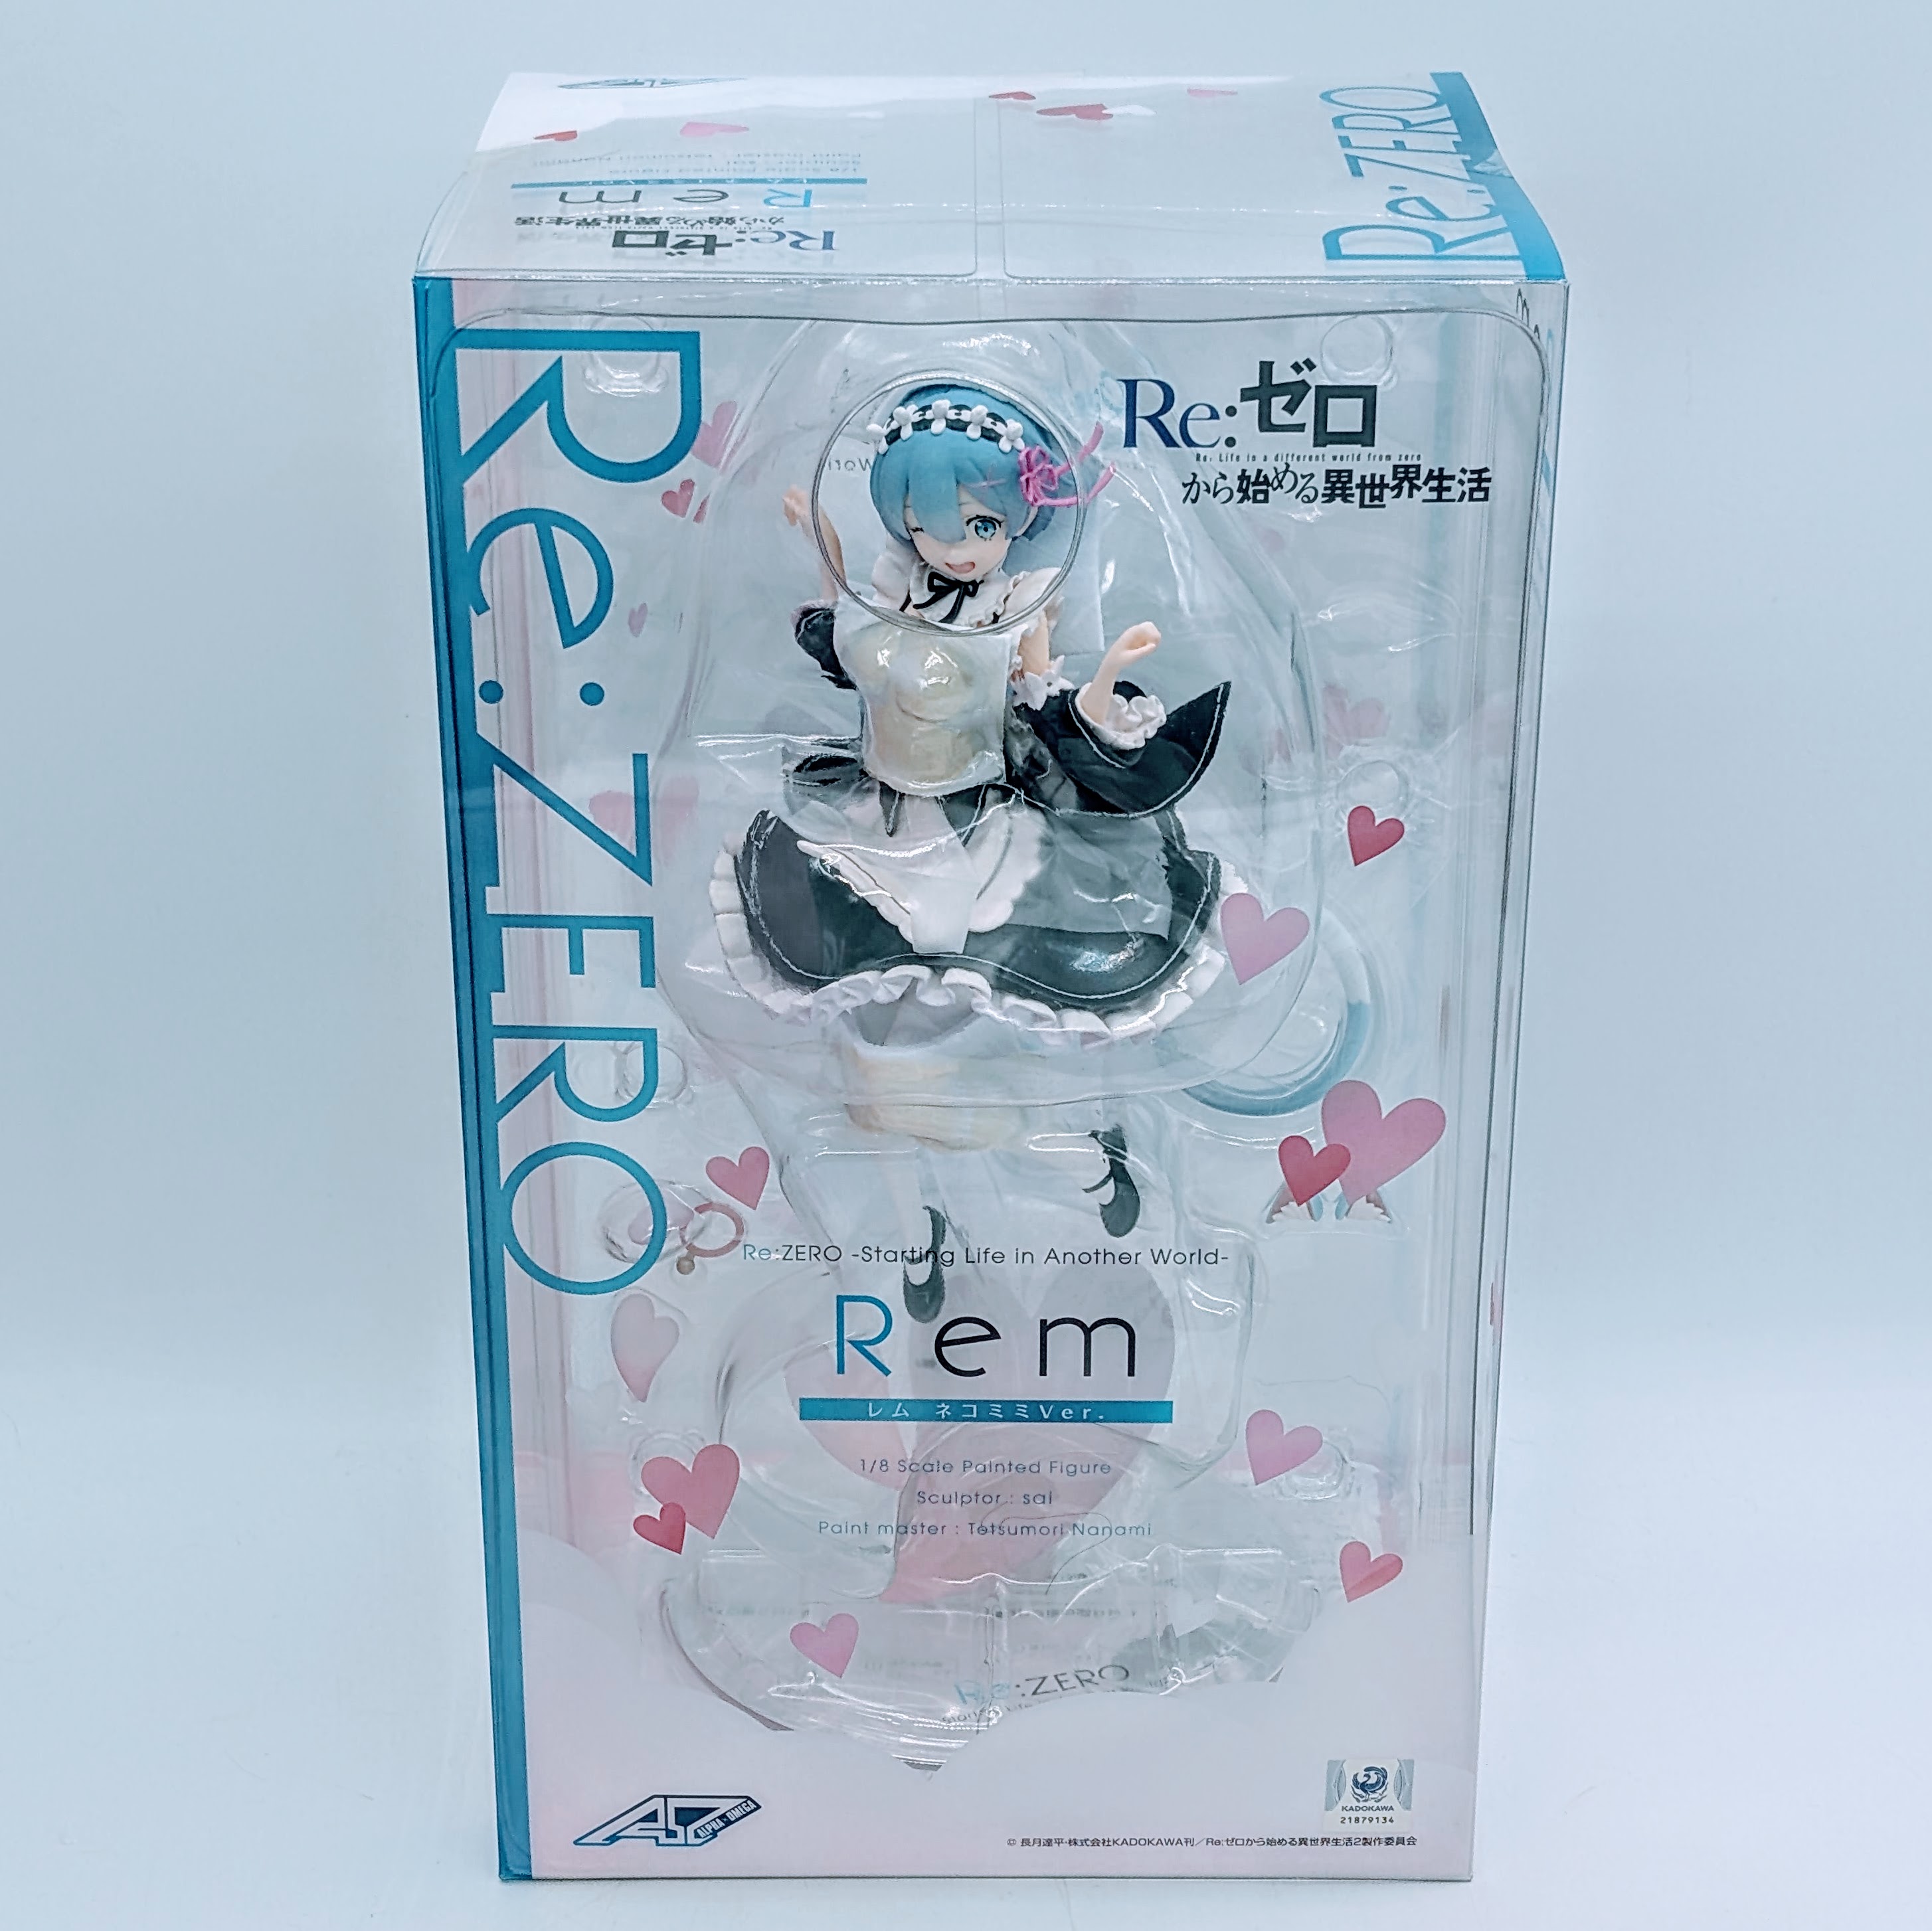 Re:ZERO
Rem
Re:ゼロ
から始める異世界生活
Re:ZERO
Re:ゼロ
Re: Life in a different world from zero
から始める異世界生活
Re:ZERO -Starting Life in Another World-
Rem
レム ネコミミVer.
1/8 Scale Painted Figure
Sculptor : sai
Paint master : Tetsumori Nanami
Re:ZERO
ALPHA×OMEGA
KADOKAWA
21879134
© 長月達平・株式会社KADOKAWA刊／Re:ゼロから始める異世界生活2製作委員会